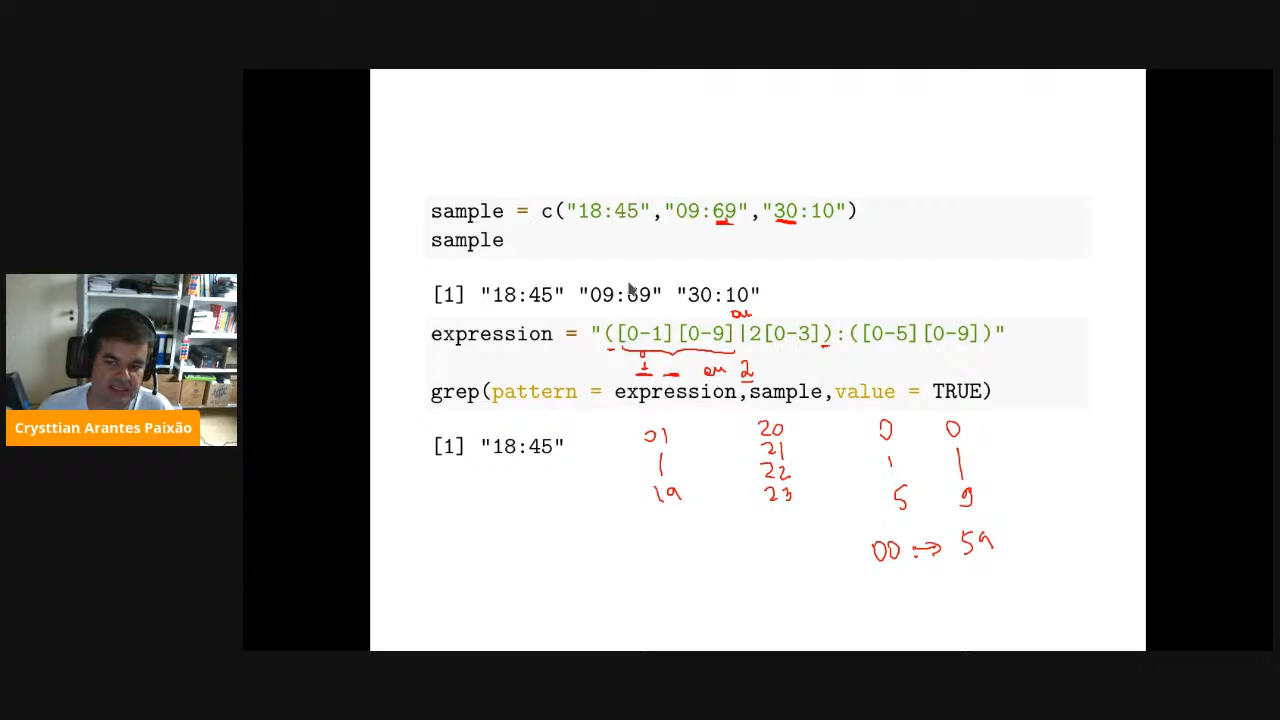 sample = c("18:45","09:69","30:10")
sample
[1] "18:45" "09:69" "30:10"
ou
expression = "([0-1][0-9]|2[0-3]):([0-5][0-9])"
1 ou 2
grep(pattern = expression,sample,value = TRUE)
[1] "18:45"
01 20 0 0
21
22
19 23 5 9
00 → 59
Crysttian Arantes Paixão